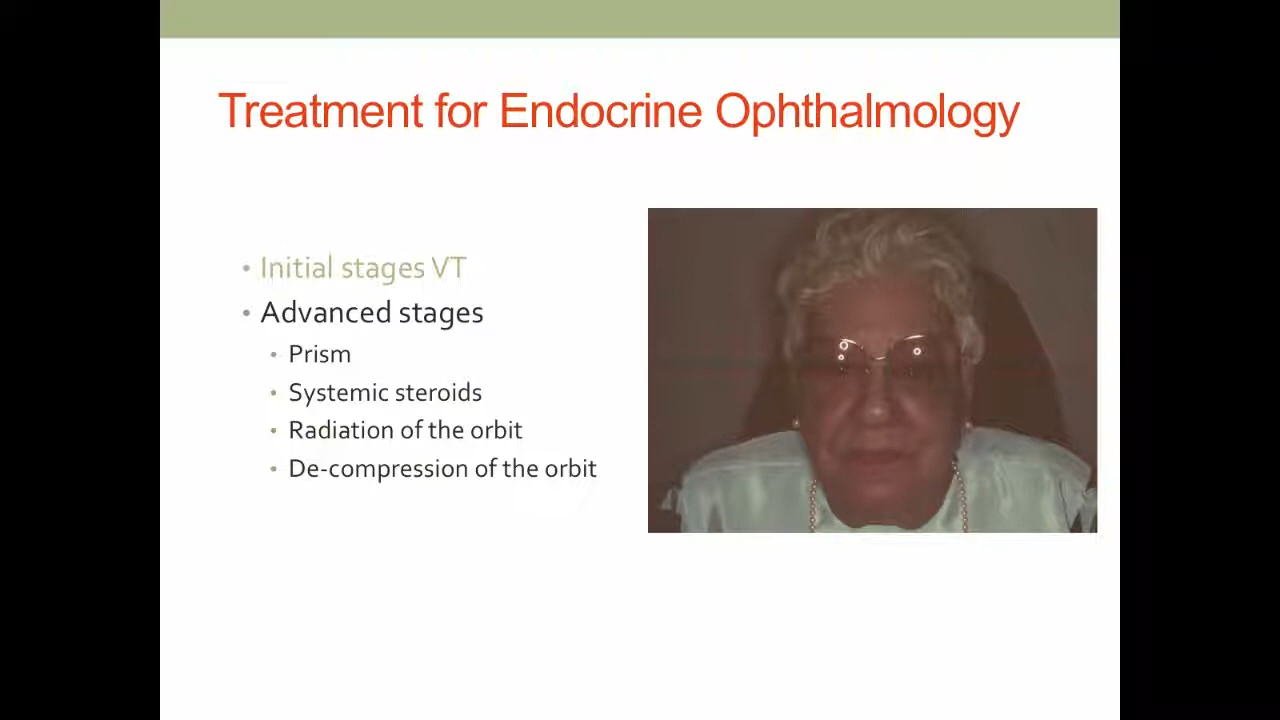 Treatment for Endocrine Ophthalmology
• Initial stages VT
• Advanced stages
• Prism
• Systemic steroids
• Radiation of the orbit
• De-compression of the orbit